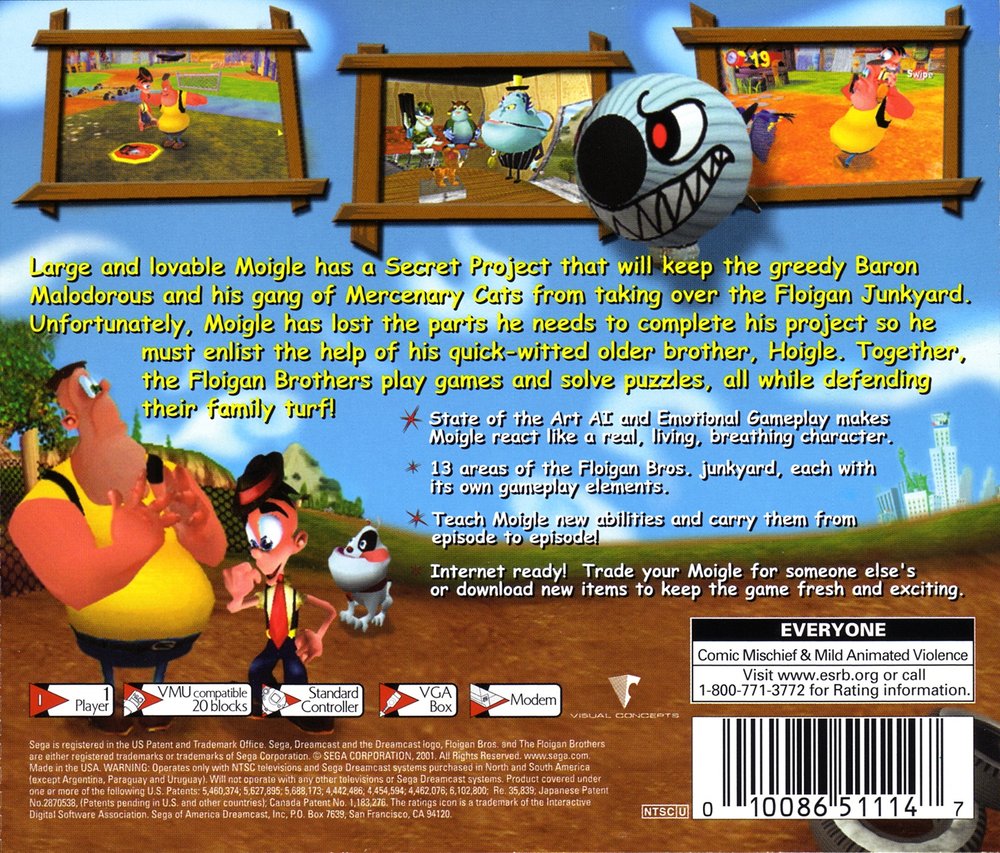 19
Swipe
Large and lovable Moigle has a Secret Project that will keep the greedy Baron
Malodorous and his gang of Mercenary Cats from taking over the Floigan Junkyard.
Unfortunately, Moigle has lost the parts he needs to complete his project so he
must enlist the help of his quick-witted older brother, Hoigle. Together,
the Floigan Brothers play games and solve puzzles, all while defending
their family turf!
State of the Art AI and Emotional Gameplay makes
Moigle react like a real, living, breathing character.
13 areas of the Floigan Bros. junkyard, each with
its own gameplay elements.
Teach Moigle new abilities and carry them from
episode to episode!
Internet ready! Trade your Moigle for someone else's
or download new items to keep the game fresh and exciting.
EVERYONE
Comic Mischief & Mild Animated Violence
Visit www.esrb.org or call
1-800-771-3772 for Rating information.
1
Player
VMU compatible
20 blocks
Standard
Controller
VGA
Box
Modem
VISUAL CONCEPTS
Sega is registered in the US Patent and Trademark Office. Sega, Dreamcast and the Dreamcast logo, Floigan Bros. and The Floigan Brothers
are either registered trademarks or trademarks of Sega Corporation. © SEGA CORPORATION, 2001. All Rights Reserved. www.sega.com.
Made in the USA. WARNING: Operates only with NTSC televisions and Sega Dreamcast systems purchased in North and South America
(except Argentina, Paraguay and Uruguay). Will not operate with any other televisions or Sega Dreamcast systems. Product covered under
one or more of the following U.S. Patents: 5,460,374; 5,627,895; 5,688,173; 4,442,486; 4,454,594; 4,462,076; 6,102,800; Re. 35,839; Japanese Patent
No.2870538, (Patents pending in U.S. and other countries); Canada Patent No. 1,183,276. The ratings icon is a trademark of the Interactive
Digital Software Association. Sega of America Dreamcast, Inc, P.O. Box 7639, San Francisco, CA 94120.
NTSC U
0 10086 51114 7